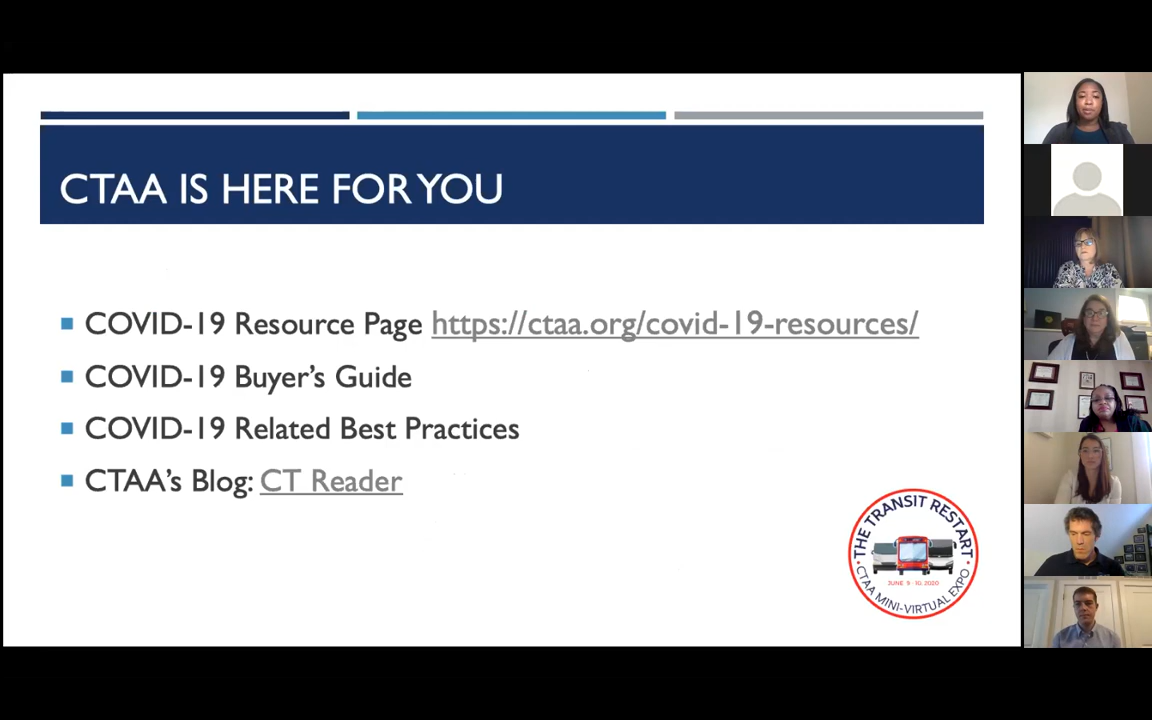 CTAA IS HERE FOR YOU
COVID-19 Resource Page https://ctaa.org/covid-19-resources/
COVID-19 Buyer's Guide
COVID-19 Related Best Practices
CTAA's Blog: CT Reader
THE TRANSIT RESTART
JUNE 9 - 10, 2020
CTAA MINI-VIRTUAL EXPO